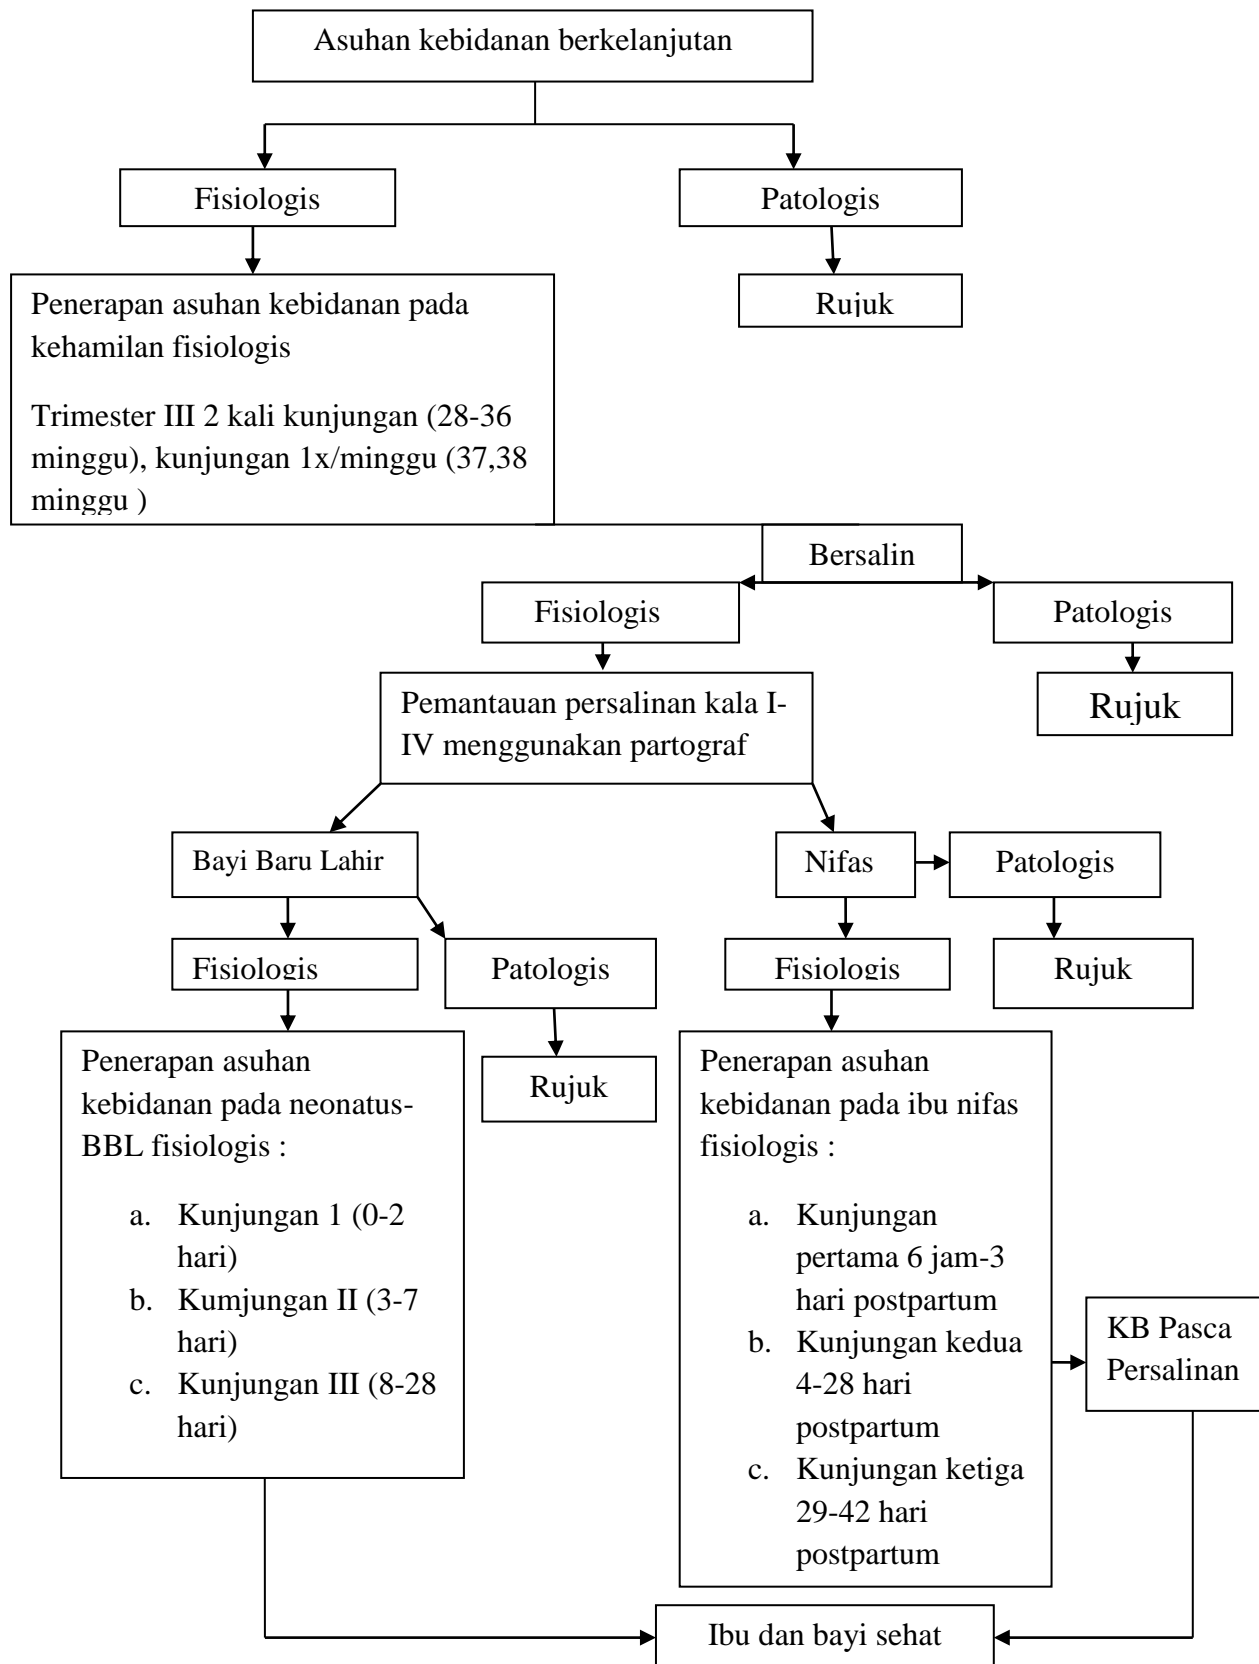 Asuhan kebidanan berkelanjutan
Fisiologis
Patologis
Rujuk
Penerapan asuhan kebidanan pada
kehamilan fisiologis
Trimester III 2 kali kunjungan (28-36
minggu), kunjungan 1x/minggu (37,38
minggu )
Bersalin
Fisiologis
Patologis
Rujuk
Pemantauan persalinan kala I-
IV menggunakan partograf
Bayi Baru Lahir
Nifas
Patologis
Fisiologis
Patologis
Fisiologis
Rujuk
Rujuk
Penerapan asuhan
kebidanan pada neonatus-
BBL fisiologis :
a. Kunjungan 1 (0-2
hari)
b. Kumjungan II (3-7
hari)
c. Kunjungan III (8-28
hari)
Penerapan asuhan
kebidanan pada ibu nifas
fisiologis :
a. Kunjungan
pertama 6 jam-3
hari postpartum
b. Kunjungan kedua
4-28 hari
postpartum
c. Kunjungan ketiga
29-42 hari
postpartum
KB Pasca
Persalinan
Ibu dan bayi sehat